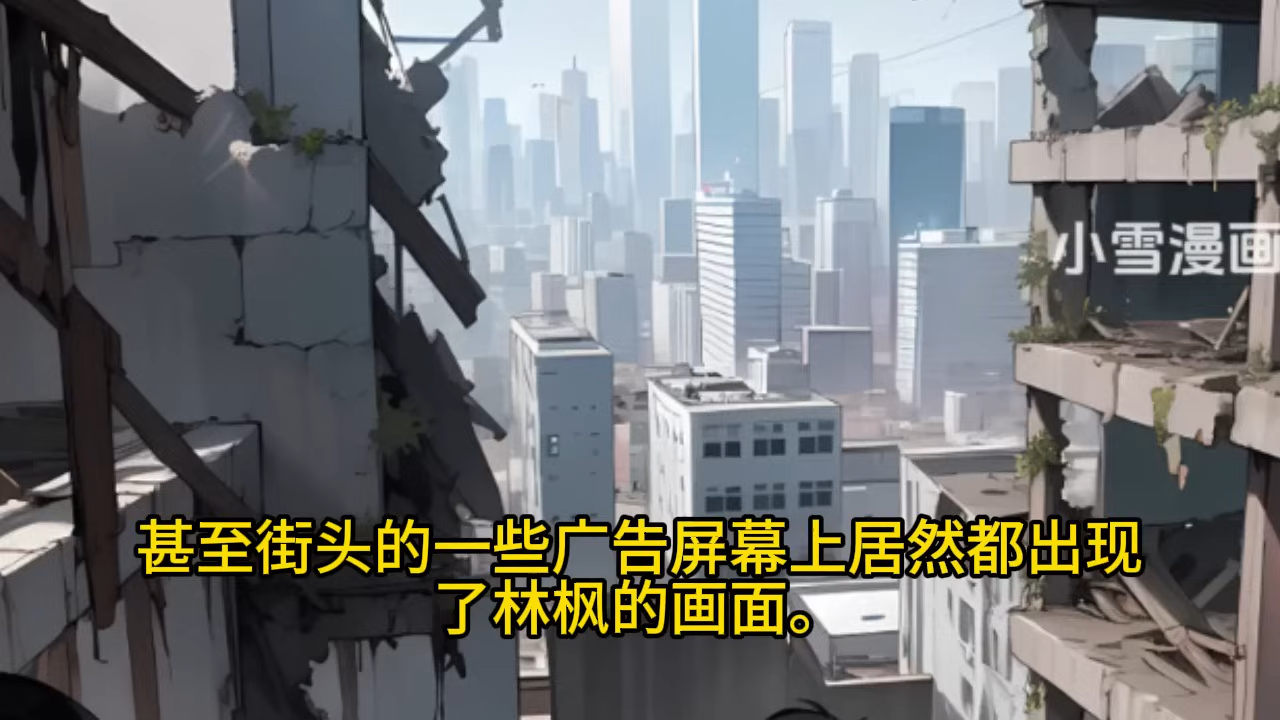 小雪漫画
甚至街头的一些广告屏幕上居然都出现
了林枫的画面。